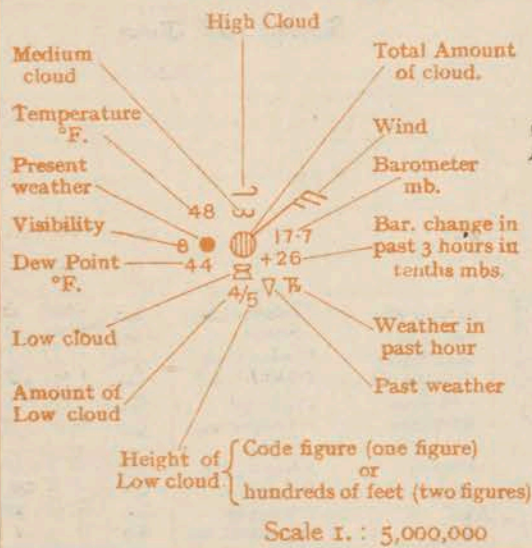 High Cloud
Medium
cloud
Total Amount
of cloud.
Temperature
°F.
Wind
Present
weather
Barometer
mb.
48
Visibility
8
17·7
Bar. change in
past 3 hours in
tenths mbs.
+26
Dew Point
°F.
44
4/5
Low cloud
Weather in
past hour
Amount of
Low cloud
Past weather
Height of
Low cloud
Code figure (one figure)
or
hundreds of feet (two figures)
Scale 1. : 5,000,000